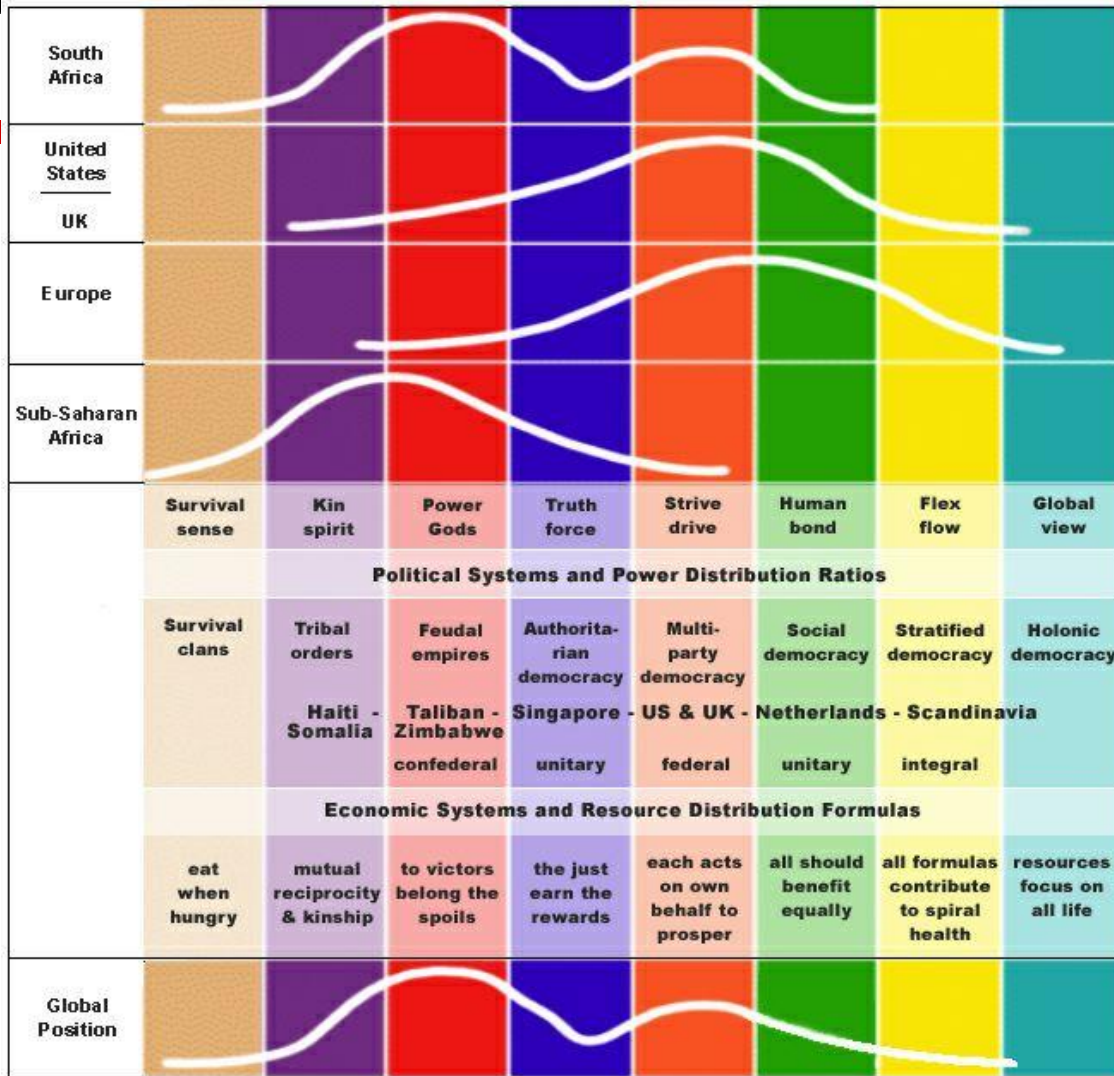 South
Africa
United
States
UK
Europe
Sub-Saharan
Africa
Survival
sense
Kin
spirit
Power
Gods
Truth
force
Strive
drive
Human
bond
Flex
flow
Global
view
Political Systems and Power Distribution Ratios
Survival
clans
Tribal
orders
Feudal
empires
Authorita-
rian
democracy
Multi-
party
democracy
Social
democracy
Stratified
democracy
Holonic
democracy
Haiti - Taliban - Singapore - US & UK - Netherlands - Scandinavia
Somalia Zimbabwe
confederal
unitary
federal
unitary
integral
Economic Systems and Resource Distribution Formulas
eat
when
hungry
mutual
reciprocity
& kinship
to victors
belong the
spoils
the just
earn the
rewards
each acts
on own
behalf to
prosper
all should
benefit
equally
all formulas
contribute
to spiral
health
resources
focus on
all life
Global
Position